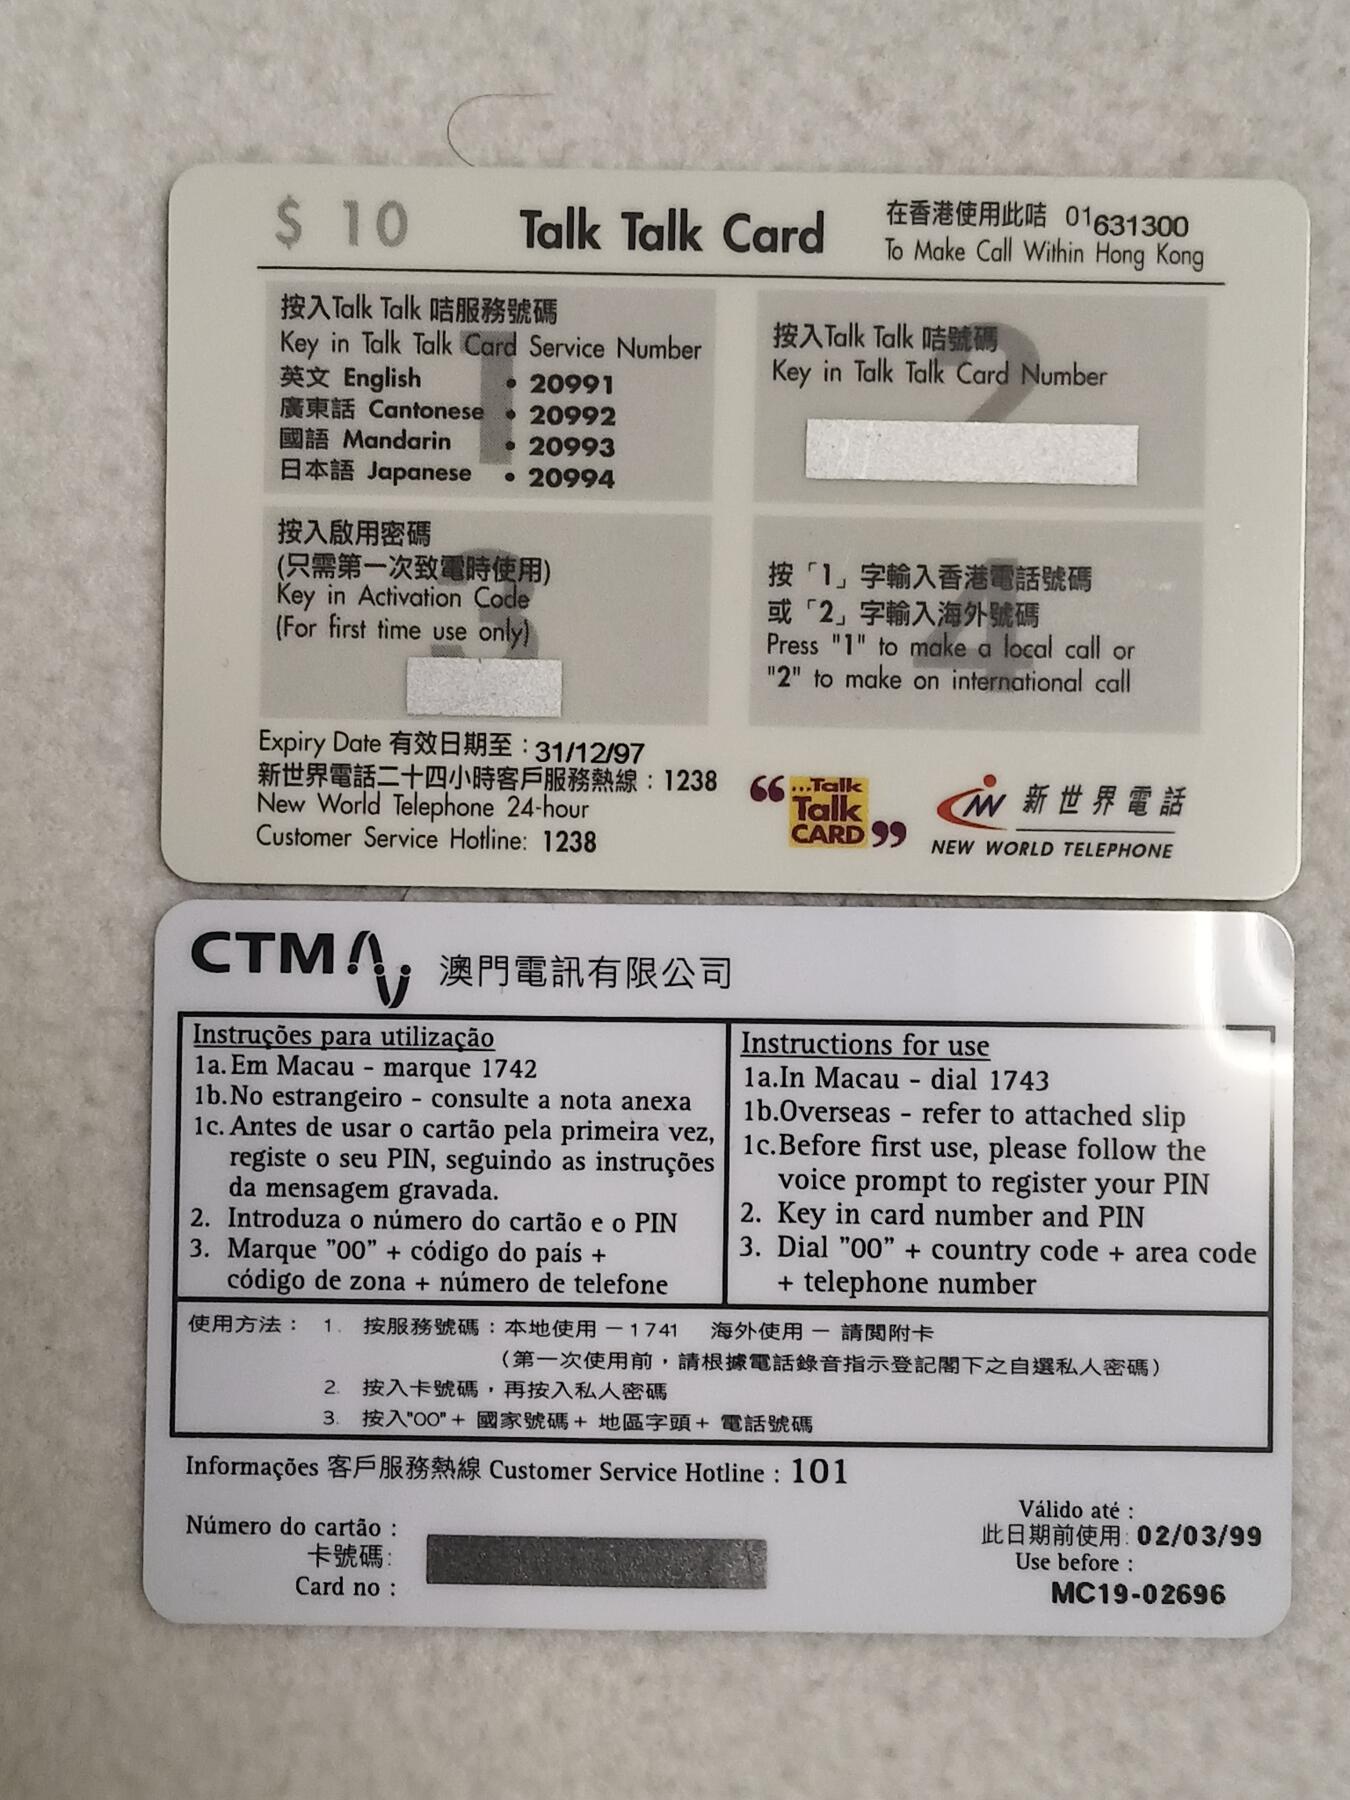 $ 10
Talk Talk Card
在香港使用此咭 01631300
To Make Call Within Hong Kong
1
按入Talk Talk 咭服務號碼
Key in Talk Talk Card Service Number
英文 English • 20991
廣東話 Cantonese • 20992
國語 Mandarin • 20993
日本語 Japanese • 20994
2
按入Talk Talk 咭號碼
Key in Talk Talk Card Number
3
按入啟用密碼
(只需第一次致電時使用)
Key in Activation Code
(For first time use only)
4
按「1」字輸入香港電話號碼
或「2」字輸入海外號碼
Press "1" to make a local call or
"2" to make on international call
Expiry Date 有效日期至：31/12/97
新世界電話二十四小時客戶服務熱線：1238
New World Telephone 24-hour
Customer Service Hotline: 1238
“...Talk
Talk
CARD”
新世界電話
NEW WORLD TELEPHONE
CTM 澳門電訊有限公司
Instruções para utilização
1a. Em Macau - marque 1742
1b. No estrangeiro - consulte a nota anexa
1c. Antes de usar o cartão pela primeira vez,
registe o seu PIN, seguindo as instruções
da mensagem gravada.
2. Introduza o número do cartão e o PIN
3. Marque "00" + código do país +
código de zona + número de telefone
Instructions for use
1a.In Macau - dial 1743
1b.Overseas - refer to attached slip
1c.Before first use, please follow the
voice prompt to register your PIN
2. Key in card number and PIN
3. Dial "00" + country code + area code
+ telephone number
使用方法： 1. 按服務號碼：本地使用 － 1741 海外使用 － 請閱附卡
（第一次使用前，請根據電話錄音指示登記閣下之自選私人密碼）
2. 按入卡號碼，再按入私人密碼
3. 按入"00" + 國家號碼 + 地區字頭 + 電話號碼
Informações 客戶服務熱線 Customer Service Hotline : 101
Número do cartão :
卡號碼:
Card no :
Válido até :
此日期前使用: 02/03/99
Use before :
MC19-02696